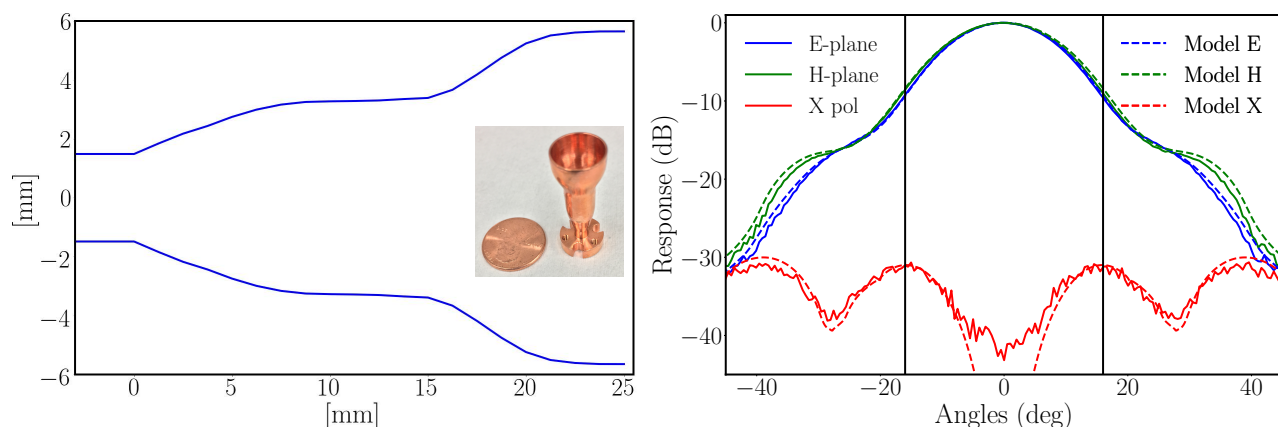 6
4
2
0
−2
−4
−6
[mm]
0
5
10
15
20
25
[mm]
0
−10
−20
−30
−40
Response (dB)
E-plane
H-plane
X pol
Model E
Model H
Model X
−40
−20
0
20
40
Angles (deg)